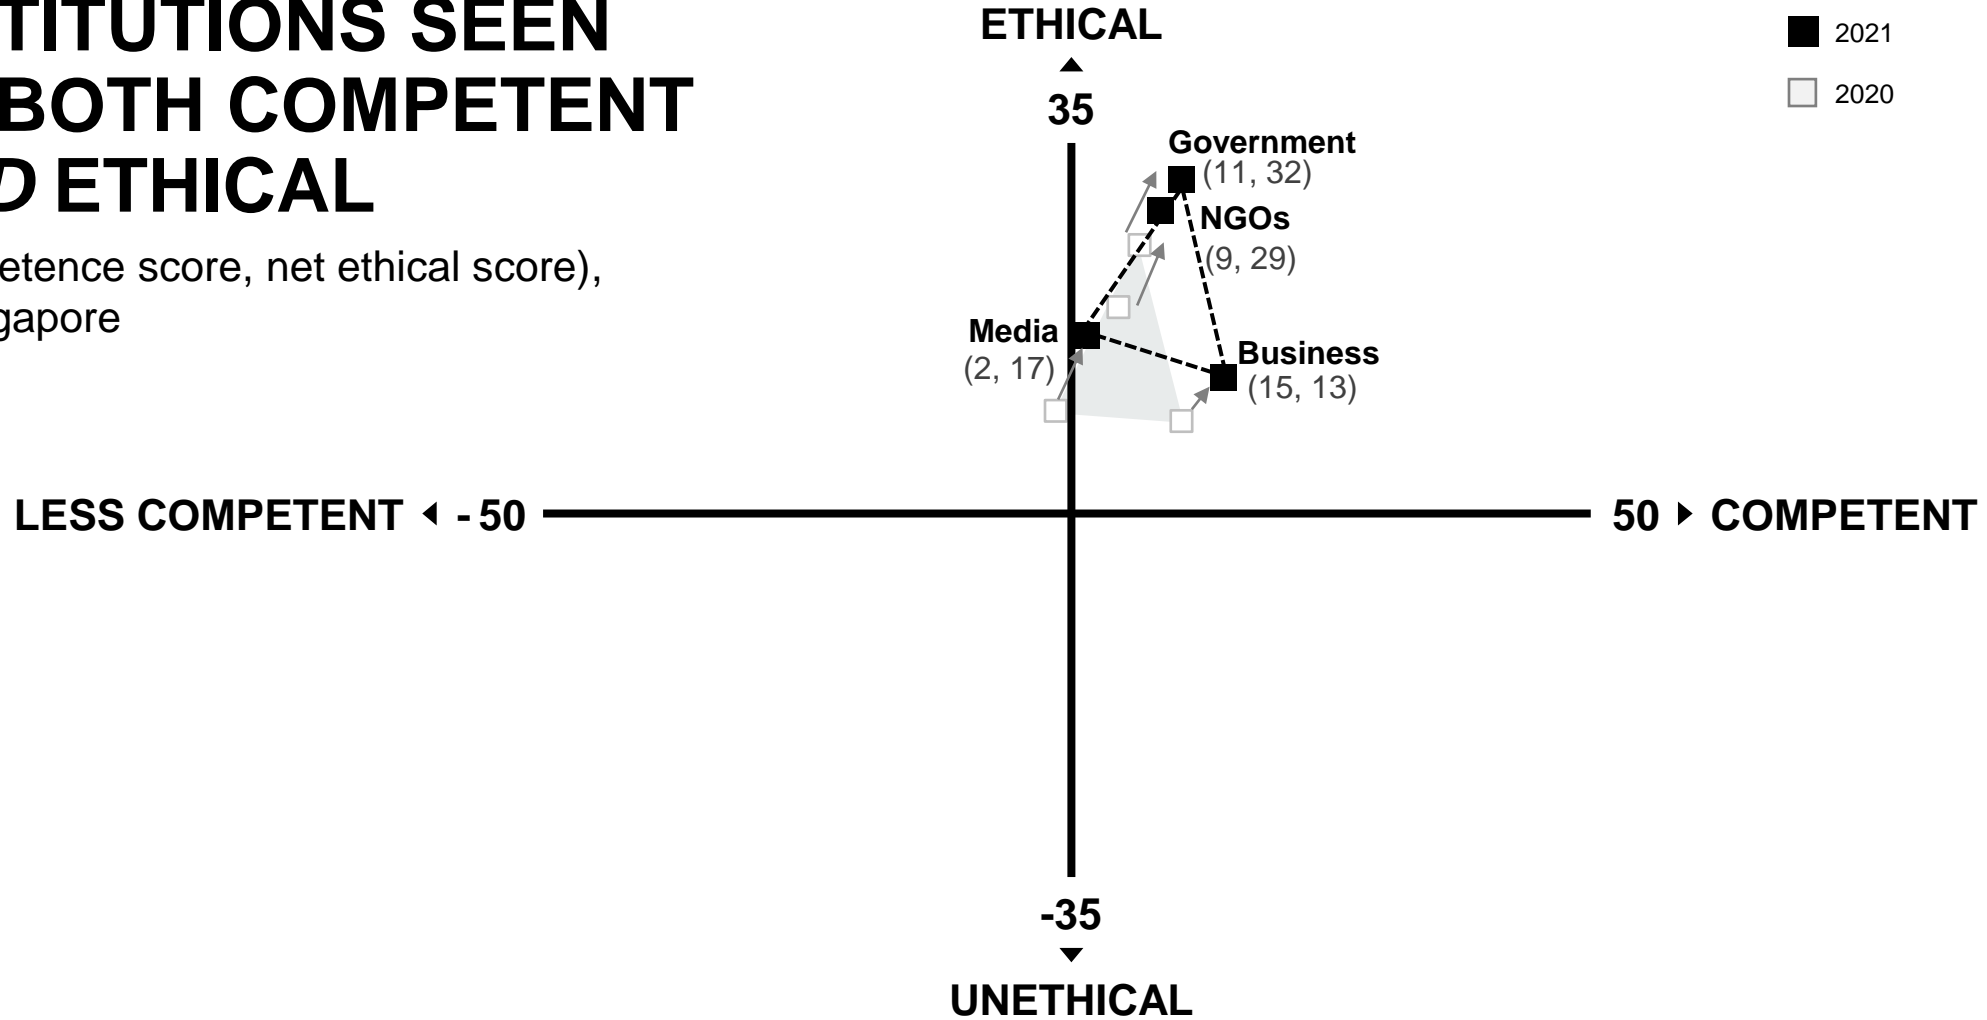 TITUTIONS SEEN
BOTH COMPETENT
D ETHICAL
etence score, net ethical score),
gapore
ETHICAL
35
2021
2020
Government
(11, 32)
NGOs
(9, 29)
Media
(2, 17)
Business
(15, 13)
LESS COMPETENT
- 50
50
COMPETENT
-35
UNETHICAL